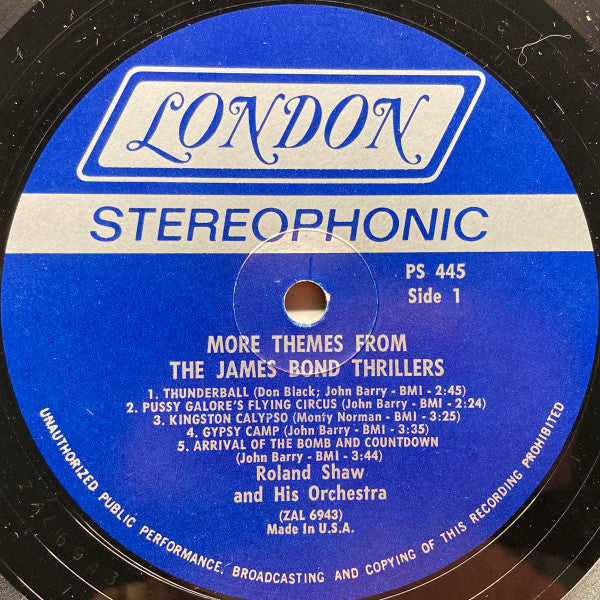 LONDON
STEREOPHONIC
PS 445
Side 1
MORE THEMES FROM
THE JAMES BOND THRILLERS
1. THUNDERBALL (Don Black; John Barry - BMI - 2:45)
2. PUSSY GALORE'S FLYING CIRCUS (John Barry - BMI - 2:24)
3. KINGSTON CALYPSO (Monty Norman - BMI - 3:25)
4. GYPSY CAMP (John Barry - BMI - 3:35)
5. ARRIVAL OF THE BOMB AND COUNTDOWN
(John Barry - BMI - 3:44)
Roland Shaw
and His Orchestra
(ZAL 6943)
Made In U.S.A.
UNAUTHORIZED PUBLIC PERFORMANCE, BROADCASTING AND COPYING OF THIS RECORDING PROHIBITED